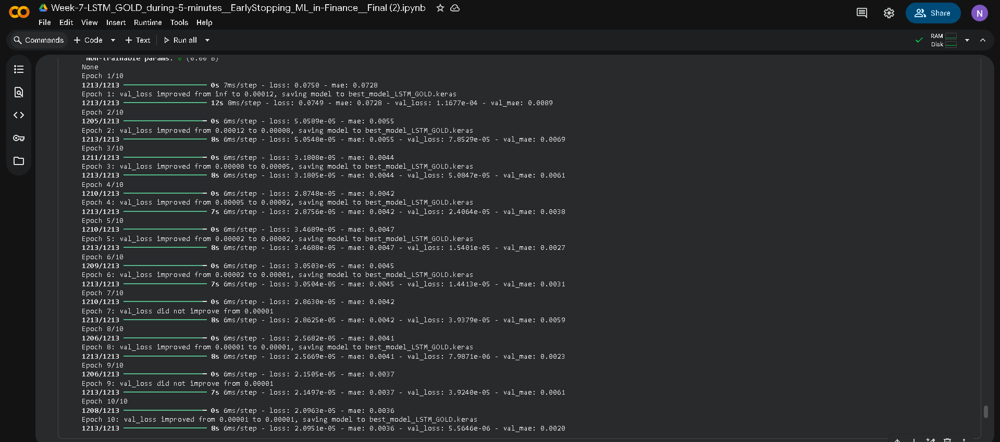 Week-7-LSTM_GOLD_during-5-minutes__EarlyStopping_ML_in-Finance__Final (2).ipynb
File Edit View Insert Runtime Tools Help
Share
N
Commands + Code + Text Run all
RAM
Disk
Non-trainable params: 0 (0.00 B)
None
Epoch 1/10
1213/1213 0s 7ms/step - loss: 0.0750 - mae: 0.0728
Epoch 1: val_loss improved from inf to 0.00012, saving model to best_model_LSTM_GOLD.keras
1213/1213 12s 8ms/step - loss: 0.0749 - mae: 0.0728 - val_loss: 1.1677e-04 - val_mae: 0.0089
Epoch 2/10
1205/1213 0s 6ms/step - loss: 5.0589e-05 - mae: 0.0055
Epoch 2: val_loss improved from 0.00012 to 0.00008, saving model to best_model_LSTM_GOLD.keras
1213/1213 8s 6ms/step - loss: 5.0548e-05 - mae: 0.0055 - val_loss: 7.8529e-05 - val_mae: 0.0069
Epoch 3/10
1211/1213 0s 6ms/step - loss: 3.1808e-05 - mae: 0.0044
Epoch 3: val_loss improved from 0.00008 to 0.00005, saving model to best_model_LSTM_GOLD.keras
1213/1213 8s 6ms/step - loss: 3.1805e-05 - mae: 0.0044 - val_loss: 5.0847e-05 - val_mae: 0.0061
Epoch 4/10
1210/1213 0s 6ms/step - loss: 2.8748e-05 - mae: 0.0042
Epoch 4: val_loss improved from 0.00005 to 0.00002, saving model to best_model_LSTM_GOLD.keras
1213/1213 7s 6ms/step - loss: 2.8756e-05 - mae: 0.0042 - val_loss: 2.4064e-05 - val_mae: 0.0038
Epoch 5/10
1210/1213 0s 6ms/step - loss: 3.4689e-05 - mae: 0.0047
Epoch 5: val_loss improved from 0.00002 to 0.00002, saving model to best_model_LSTM_GOLD.keras
1213/1213 8s 6ms/step - loss: 3.4688e-05 - mae: 0.0047 - val_loss: 1.5401e-05 - val_mae: 0.0027
Epoch 6/10
1209/1213 0s 6ms/step - loss: 3.0503e-05 - mae: 0.0045
Epoch 6: val_loss improved from 0.00002 to 0.00001, saving model to best_model_LSTM_GOLD.keras
1213/1213 7s 6ms/step - loss: 3.0504e-05 - mae: 0.0045 - val_loss: 1.4413e-05 - val_mae: 0.0031
Epoch 7/10
1210/1213 0s 6ms/step - loss: 2.8630e-05 - mae: 0.0042
Epoch 7: val_loss did not improve from 0.00001
1213/1213 8s 6ms/step - loss: 2.8625e-05 - mae: 0.0042 - val_loss: 3.9379e-05 - val_mae: 0.0059
Epoch 8/10
1206/1213 0s 6ms/step - loss: 2.5682e-05 - mae: 0.0041
Epoch 8: val_loss improved from 0.00001 to 0.00001, saving model to best_model_LSTM_GOLD.keras
1213/1213 8s 6ms/step - loss: 2.5669e-05 - mae: 0.0041 - val_loss: 7.9871e-06 - val_mae: 0.0023
Epoch 9/10
1206/1213 0s 6ms/step - loss: 2.1505e-05 - mae: 0.0037
Epoch 9: val_loss did not improve from 0.00001
1213/1213 7s 6ms/step - loss: 2.1497e-05 - mae: 0.0037 - val_loss: 3.9240e-05 - val_mae: 0.0061
Epoch 10/10
1208/1213 0s 6ms/step - loss: 2.0963e-05 - mae: 0.0036
Epoch 10: val_loss improved from 0.00001 to 0.00001, saving model to best_model_LSTM_GOLD.keras
1213/1213 8s 6ms/step - loss: 2.0951e-05 - mae: 0.0036 - val_loss: 5.5646e-06 - val_mae: 0.0020